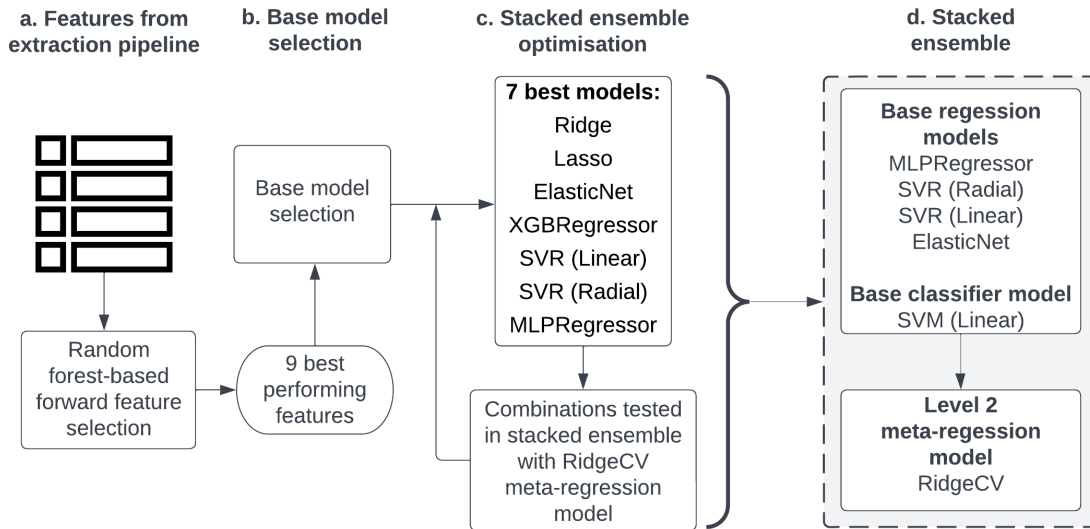 a. Features from
extraction pipeline
b. Base model
selection
c. Stacked ensemble
optimisation
d. Stacked
ensemble
Random
forest-based
forward feature
selection
9 best
performing
features
Base model
selection
7 best models:
Ridge
Lasso
ElasticNet
XGBRegressor
SVR (Linear)
SVR (Radial)
MLPRegressor
Combinations tested
in stacked ensemble
with RidgeCV
meta-regression
model
Base regression
models
MLPRegressor
SVR (Radial)
SVR (Linear)
ElasticNet
Base classifier model
SVM (Linear)
Level 2
meta-regression
model
RidgeCV